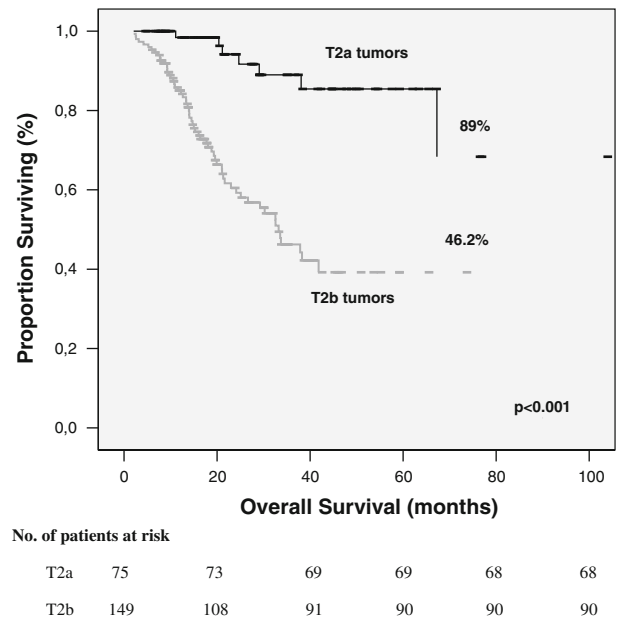 1,0
T2a tumors
0,8
89%
0,6
46.2%
0,4
T2b tumors
0,2
p<0.001
0,0
Proportion Surviving (%)
0 20 40 60 80 100
Overall Survival (months)
No. of patients at risk
T2a 75 73 69 69 68 68
T2b 149 108 91 90 90 90